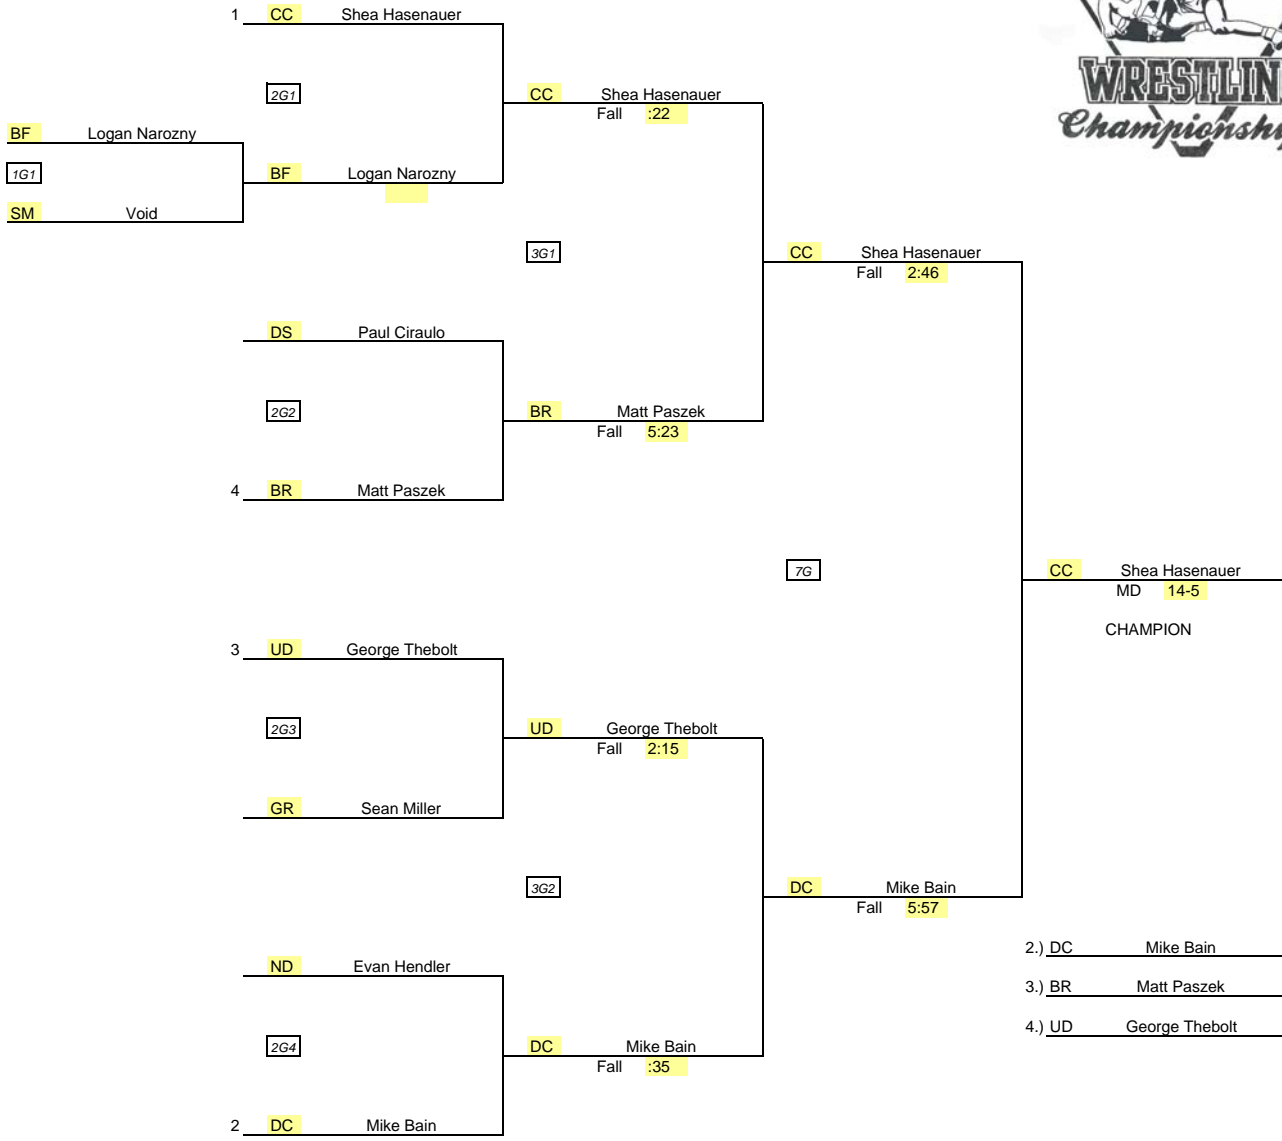 1 CC Shea Hasenauer
WRESTLIN
Championshi
2G1
CC Shea Hasenauer
Fall :22
BF Logan Narozny
1G1
BF Logan Narozny
SM Void
3G1
CC Shea Hasenauer
Fall 2:46
DS Paul Ciraulo
2G2
BR Matt Paszek
Fall 5:23
4 BR Matt Paszek
7G
CC Shea Hasenauer
MD 14-5
CHAMPION
3 UD George Thebolt
2G3
UD George Thebolt
Fall 2:15
GR Sean Miller
3G2
DC Mike Bain
Fall 5:57
2.) DC Mike Bain
ND Evan Hendler
3.) BR Matt Paszek
4.) UD George Thebolt
2G4
DC Mike Bain
Fall :35
2 DC Mike Bain